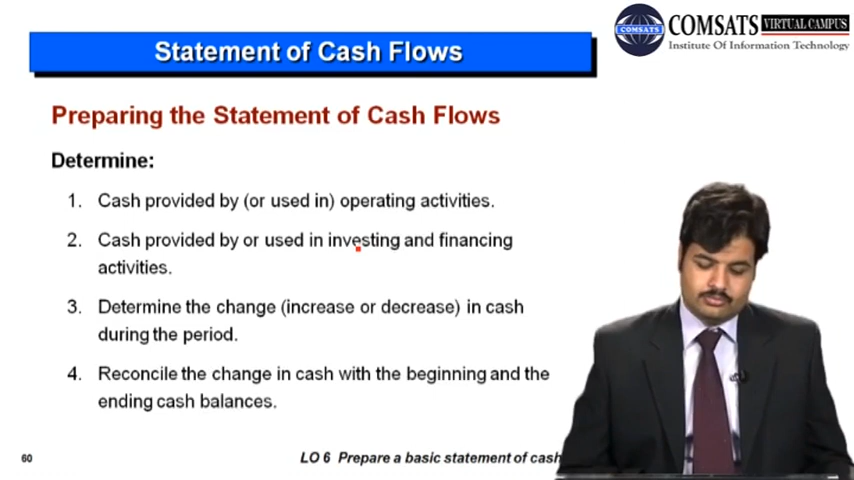 Statement of Cash Flows
COMSATS
COMSATS VIRTUAL CAMPUS
Institute Of Information Technology
Preparing the Statement of Cash Flows
Determine:
1. Cash provided by (or used in) operating activities.
2. Cash provided by or used in investing and financing
activities.
3. Determine the change (increase or decrease) in cash
during the period.
4. Reconcile the change in cash with the beginning and the
ending cash balances.
60
LO 6 Prepare a basic statement of cash